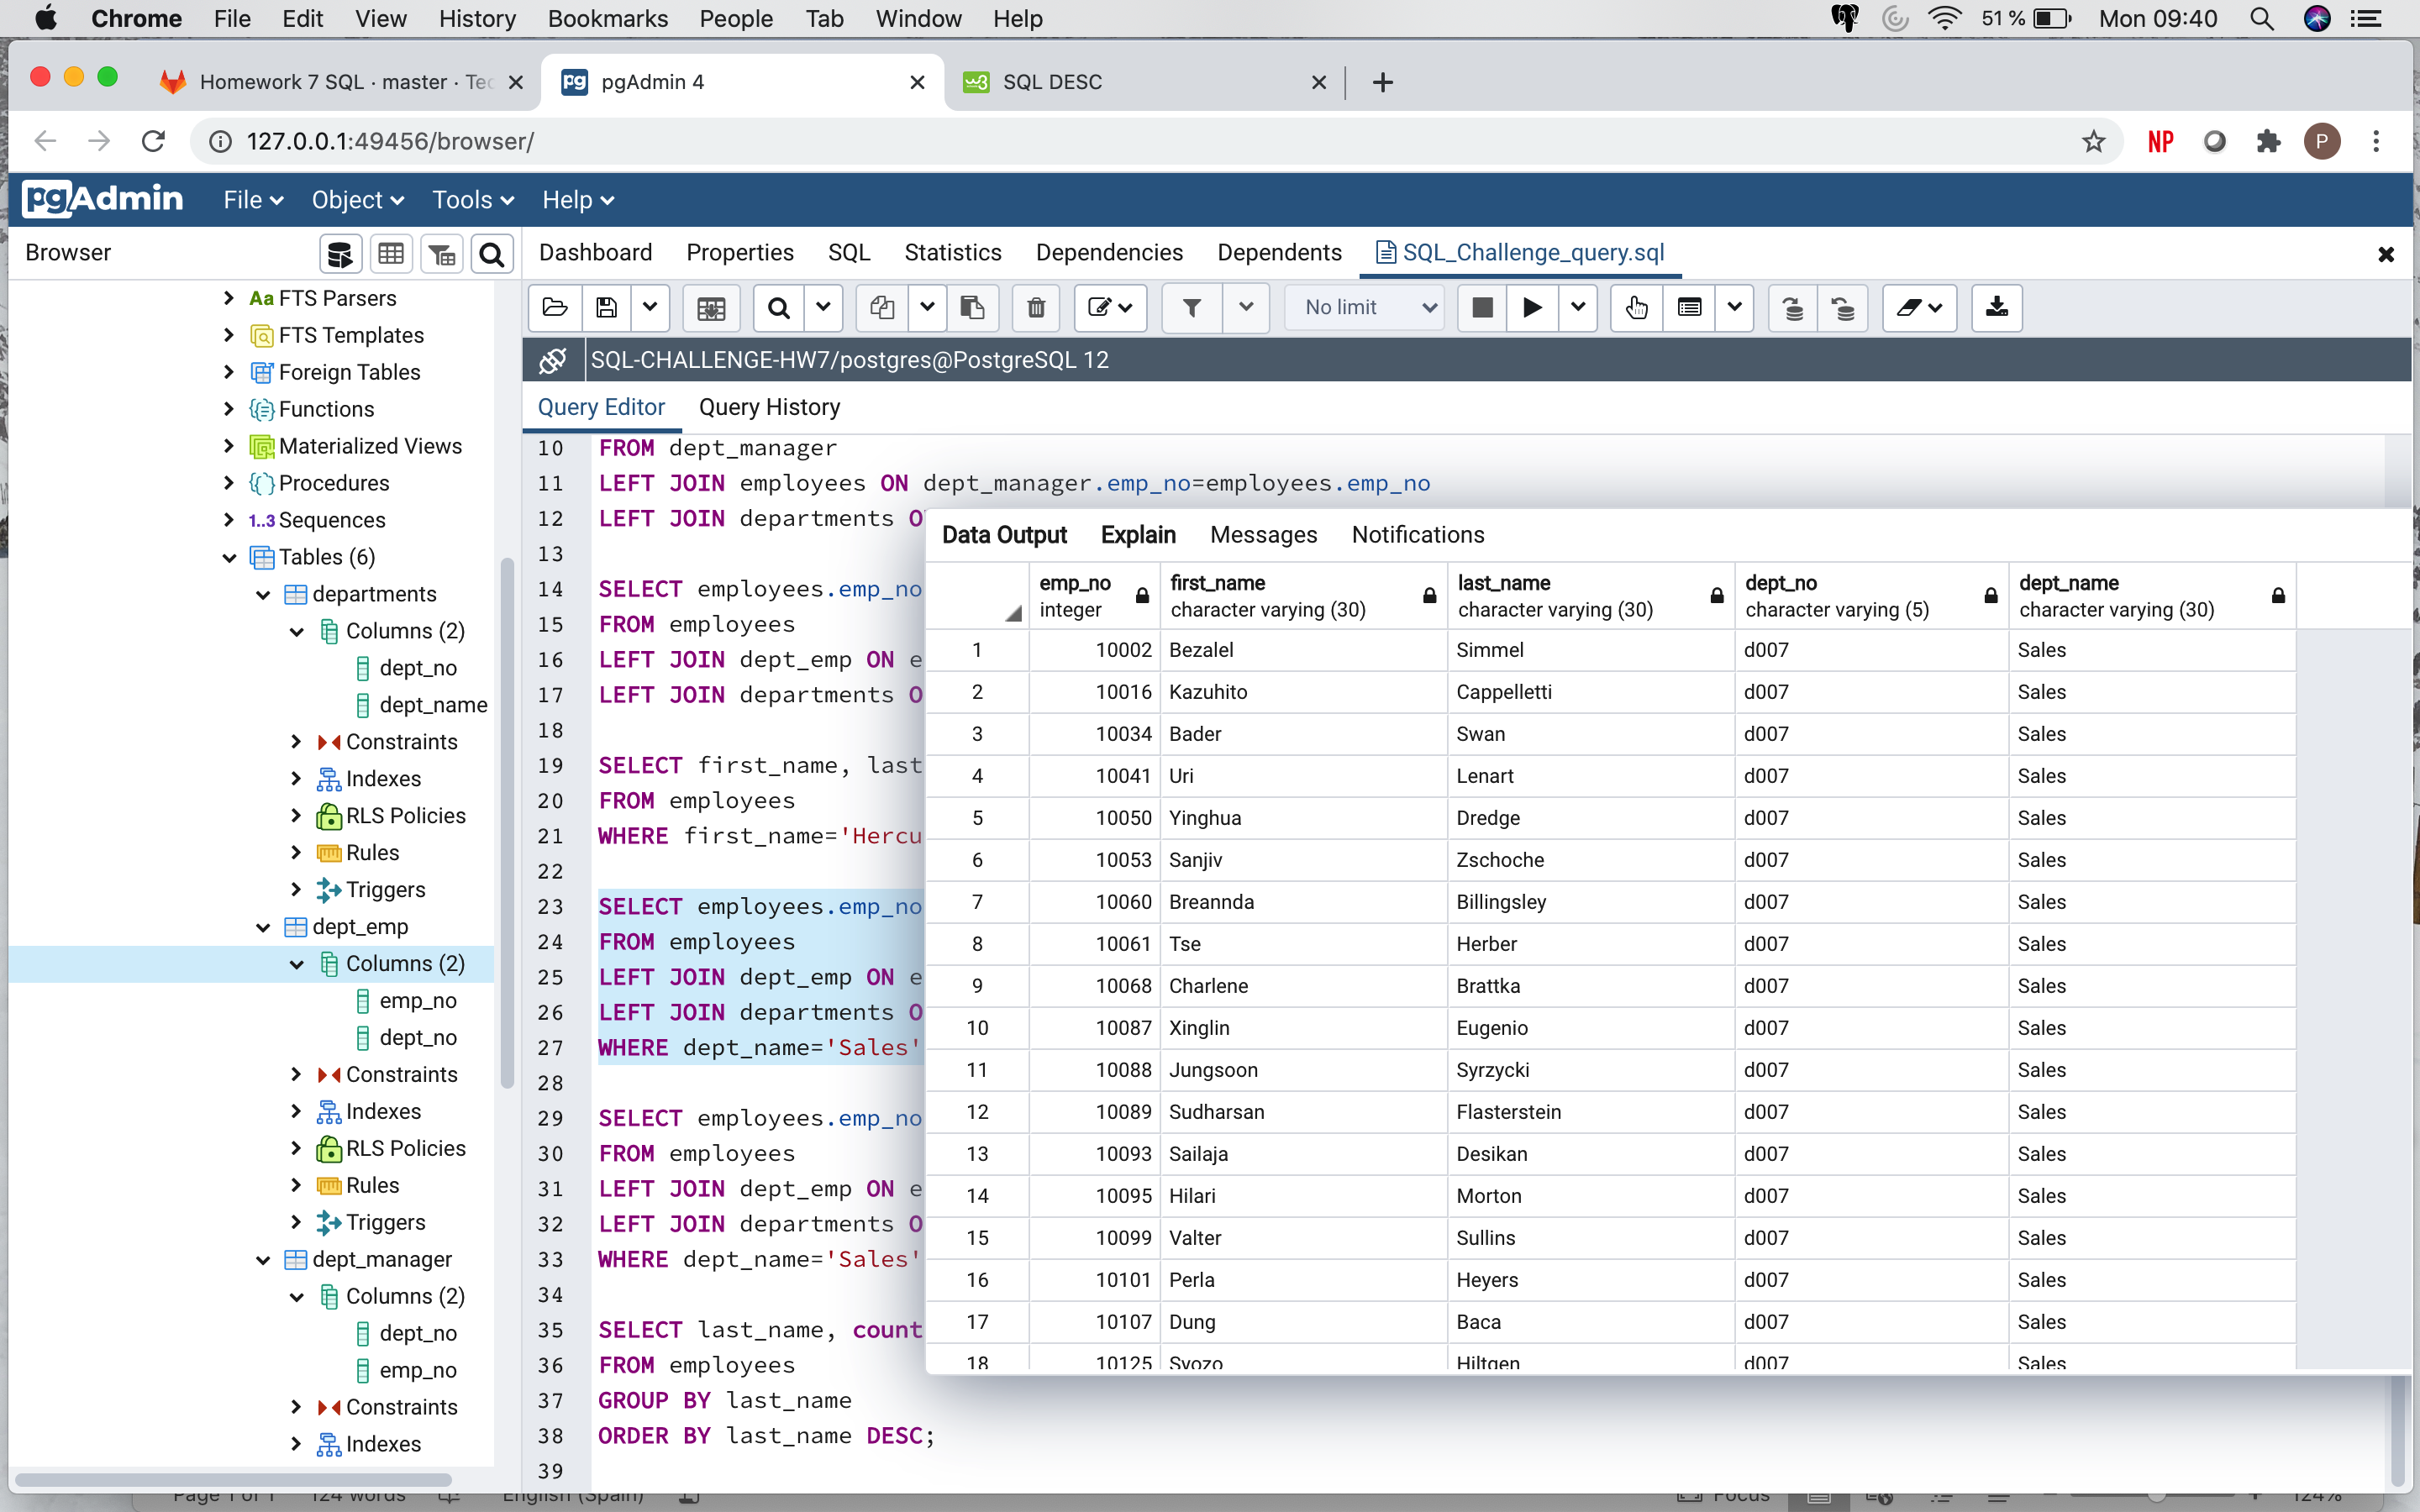 Chrome File Edit View History Bookmarks People Tab Window Help 51 % Mon 09:40
Homework 7 SQL · master · Tec
pgAdmin 4
SQL DESC
127.0.0.1:49456/browser/
NP
P
pgAdmin File Object Tools Help
Browser
Dashboard Properties SQL Statistics Dependencies Dependents SQL_Challenge_query.sql
No limit
SQL-CHALLENGE-HW7/postgres@PostgreSQL 12
Query Editor Query History
Aa FTS Parsers
FTS Templates
Foreign Tables
Functions
Materialized Views
Procedures
1..3 Sequences
Tables (6)
departments
Columns (2)
dept_no
dept_name
Constraints
Indexes
RLS Policies
Rules
Triggers
dept_emp
Columns (2)
emp_no
dept_no
Constraints
Indexes
RLS Policies
Rules
Triggers
dept_manager
Columns (2)
dept_no
emp_no
Constraints
Indexes
10 FROM dept_manager
11 LEFT JOIN employees ON dept_manager.emp_no=employees.emp_no
12 LEFT JOIN departments O
13
14 SELECT employees.emp_no
15 FROM employees
16 LEFT JOIN dept_emp ON e
17 LEFT JOIN departments O
18
19 SELECT first_name, last
20 FROM employees
21 WHERE first_name='Hercu
22
23 SELECT employees.emp_no
24 FROM employees
25 LEFT JOIN dept_emp ON e
26 LEFT JOIN departments O
27 WHERE dept_name='Sales'
28
29 SELECT employees.emp_no
30 FROM employees
31 LEFT JOIN dept_emp ON e
32 LEFT JOIN departments O
33 WHERE dept_name='Sales'
34
35 SELECT last_name, count
36 FROM employees
37 GROUP BY last_name
38 ORDER BY last_name DESC;
39
Data Output Explain Messages Notifications
emp_no first_name last_name dept_no dept_name
integer character varying (30) character varying (30) character varying (5) character varying (30)
1 10002 Bezalel Simmel d007 Sales
2 10016 Kazuhito Cappelletti d007 Sales
3 10034 Bader Swan d007 Sales
4 10041 Uri Lenart d007 Sales
5 10050 Yinghua Dredge d007 Sales
6 10053 Sanjiv Zschoche d007 Sales
7 10060 Breannda Billingsley d007 Sales
8 10061 Tse Herber d007 Sales
9 10068 Charlene Brattka d007 Sales
10 10087 Xinglin Eugenio d007 Sales
11 10088 Jungsoon Syrzycki d007 Sales
12 10089 Sudharsan Flasterstein d007 Sales
13 10093 Sailaja Desikan d007 Sales
14 10095 Hilari Morton d007 Sales
15 10099 Valter Sullins d007 Sales
16 10101 Perla Heyers d007 Sales
17 10107 Dung Baca d007 Sales
18 10125 Syozo Hiltgen d007 Sales
Page 1 of 1 124 words English (Spain) Focus 124%